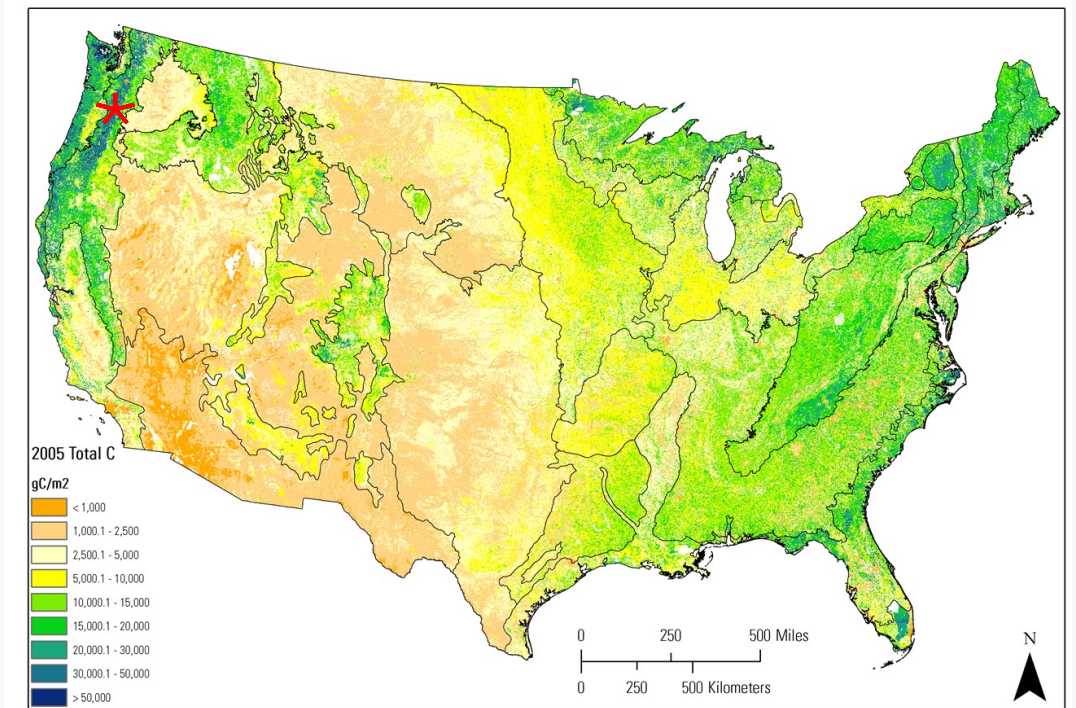 2005 Total C
gC/m2
< 1,000
1,000.1 - 2,500
2,500.1 - 5,000
5,000.1 - 10,000
10,000.1 - 15,000
15,000.1 - 20,000
20,000.1 - 30,000
30,000.1 - 50,000
> 50,000
0 250 500 Miles
0 250 500 Kilometers
N